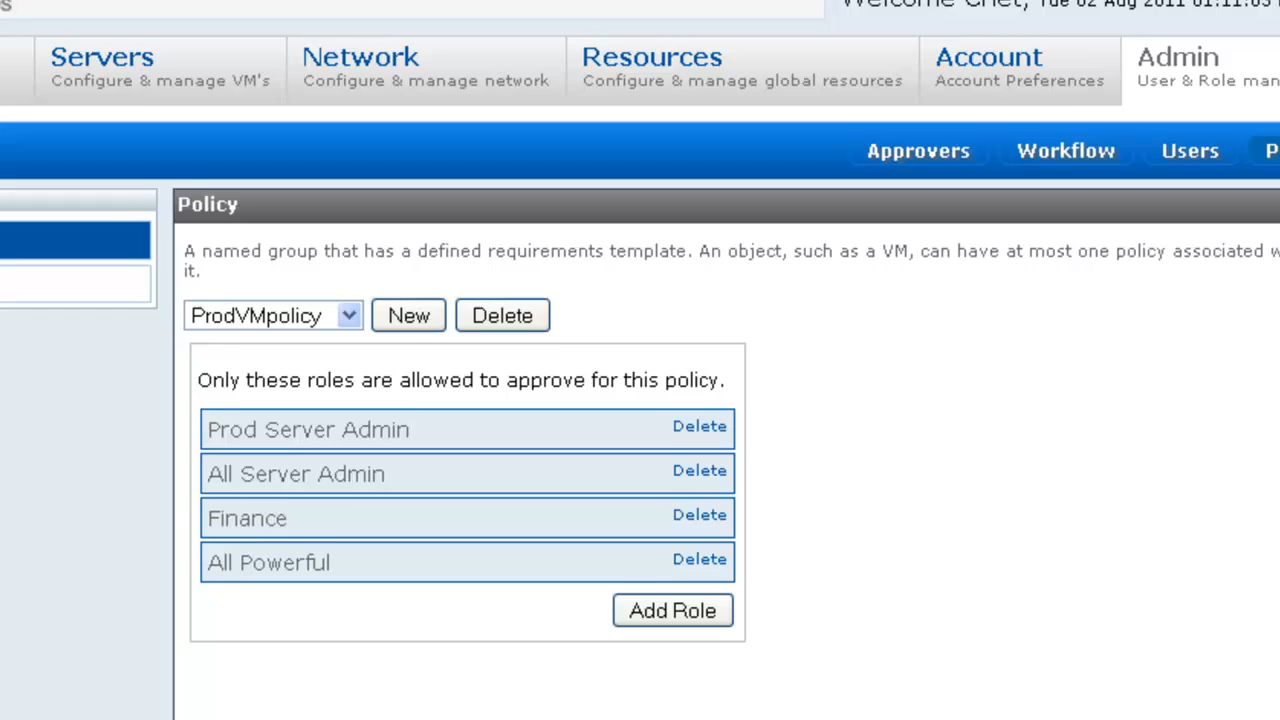 Welcome Chet, Tue 02 Aug 2011 01:11:03
Servers Network Resources Account Admin
Configure & manage VM's Configure & manage network Configure & manage global resources Account Preferences User & Role
Approvers Workflow Users
Policy
A named group that has a defined requirements template. An object, such as a VM, can have at most one policy associated
it.
ProdVMpolicy New Delete
Only these roles are allowed to approve for this policy.
Prod Server Admin Delete
All Server Admin Delete
Finance Delete
All Powerful Delete
Add Role